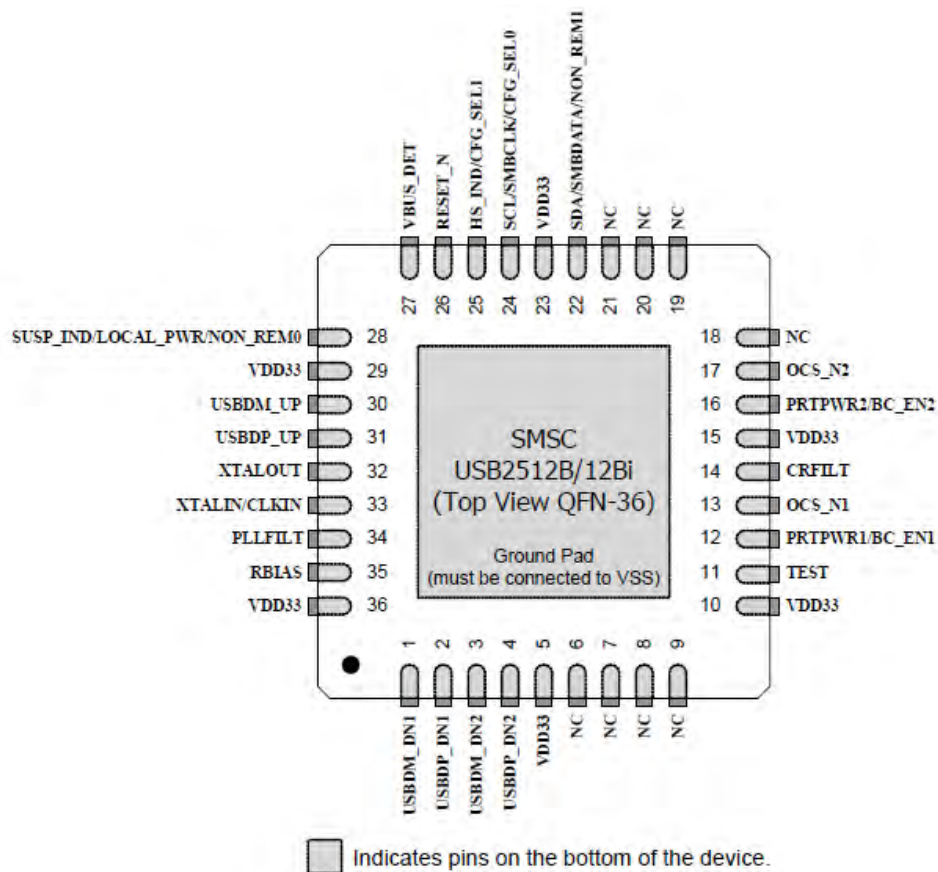 VBUS_DET
RESET_N
HS_IND/CFG_SEL1
SCL/SMBCLK/CFG_SEL0
VDD33
SDA/SMBDATA/NON_REM1
NC
NC
NC
27
26
25
24
23
22
21
20
19
SUSP_IND/LOCAL_PWR/NON_REM0 28
VDD33 29
USBDM_UP 30
USBDP_UP 31
XTALOUT 32
XTALIN/CLKIN 33
PLLFILT 34
RBIAS 35
VDD33 36
SMSC
USB2512B/12Bi
(Top View QFN-36)
Ground Pad
(must be connected to VSS)
18 NC
17 OCS_N2
16 PRTPWR2/BC_EN2
15 VDD33
14 CRFILT
13 OCS_N1
12 PRTPWR1/BC_EN1
11 TEST
10 VDD33
1
2
3
4
5
6
7
8
9
USBDM_DN1
USBDP_DN1
USBDM_DN2
USBDP_DN2
VDD33
NC
NC
NC
NC
Indicates pins on the bottom of the device.